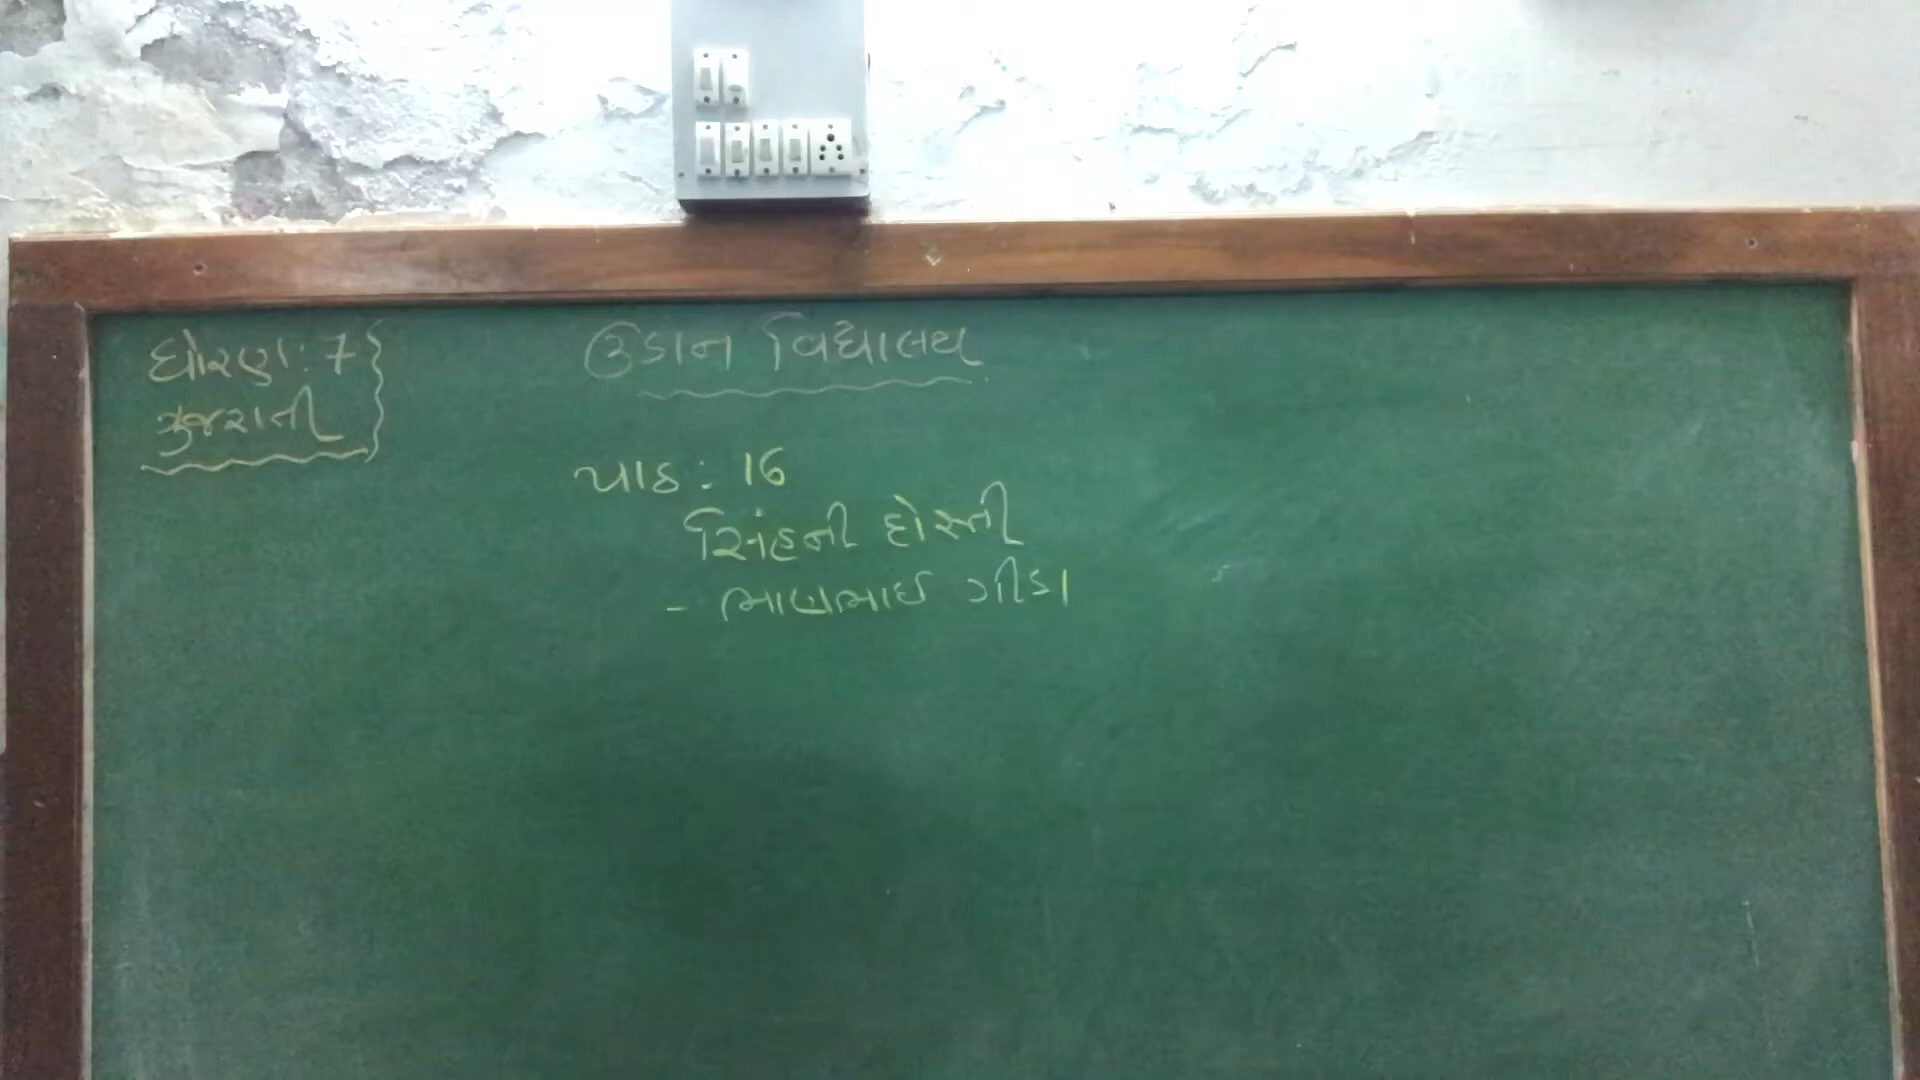 ધોરણ : 7
ગુજરાતી
ઉડાન વિદ્યાલય
પાઠ : 16
સિંહની દોસ્તી
- ભાણભાઈ ગીડા